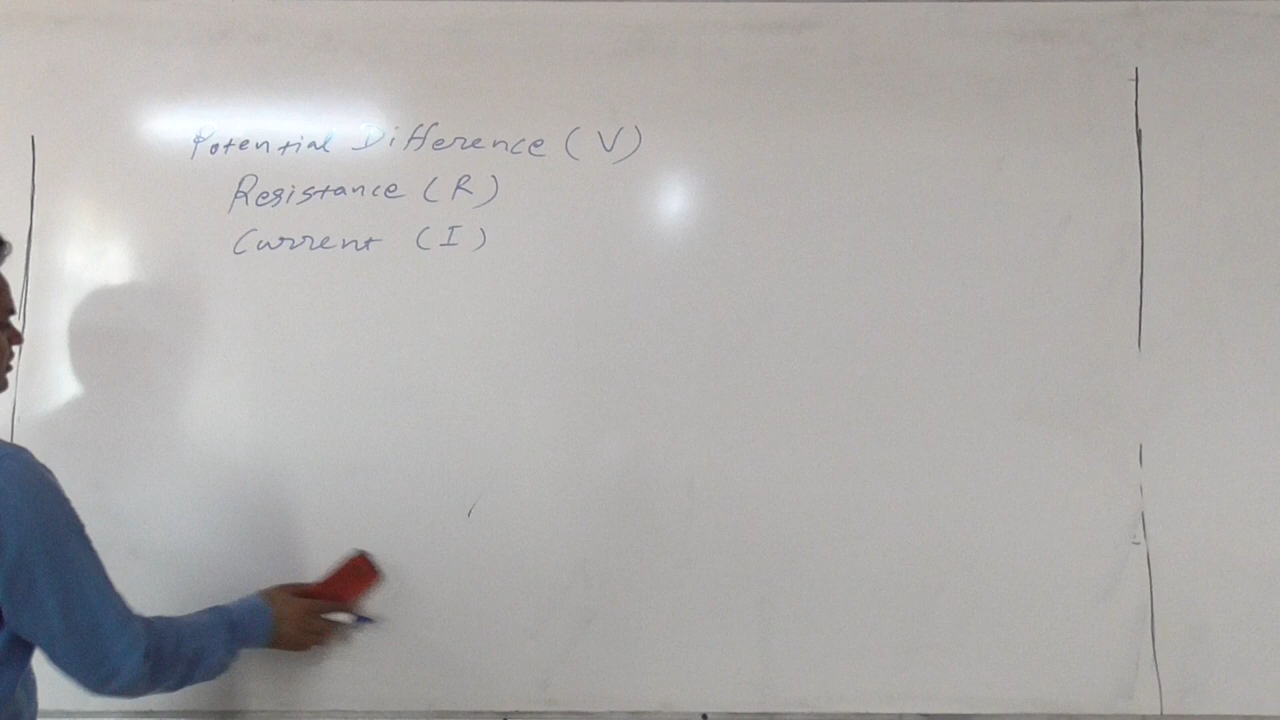 Potential Difference (V)
Resistance (R)
Current (I)